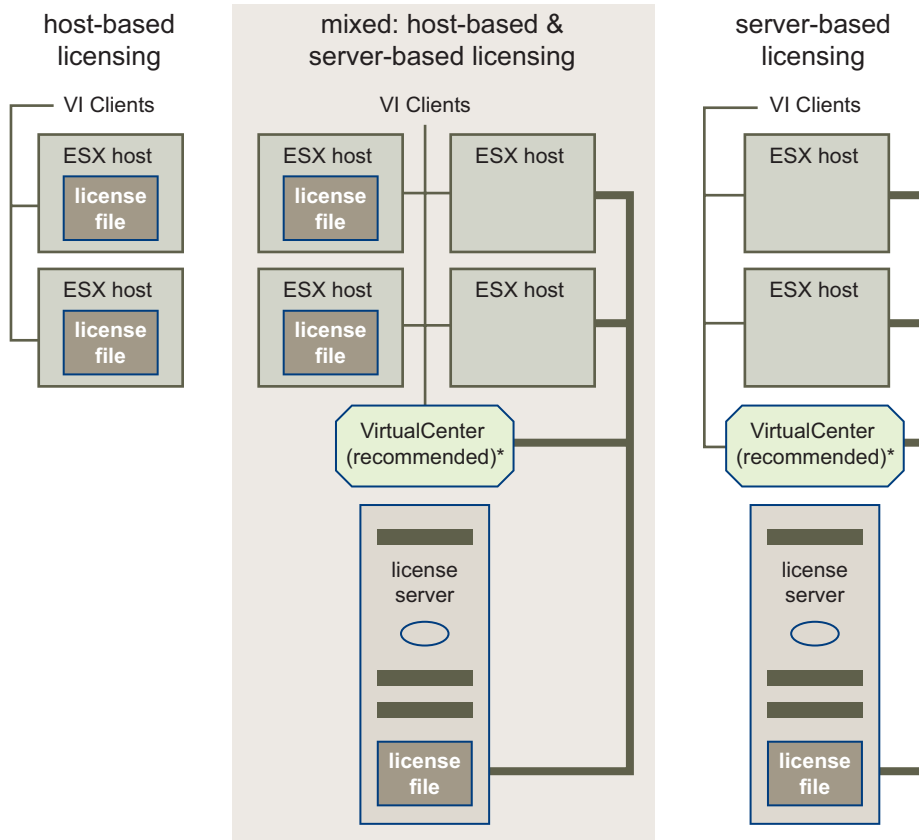 host-based
licensing
VI Clients
ESX host
license
file
ESX host
license
file
mixed: host-based &
server-based licensing
VI Clients
ESX host
license
file
ESX host
ESX host
license
file
ESX host
VirtualCenter
(recommended)*
license
server
license
file
server-based
licensing
VI Clients
ESX host
ESX host
VirtualCenter
(recommended)*
license
server
license
file